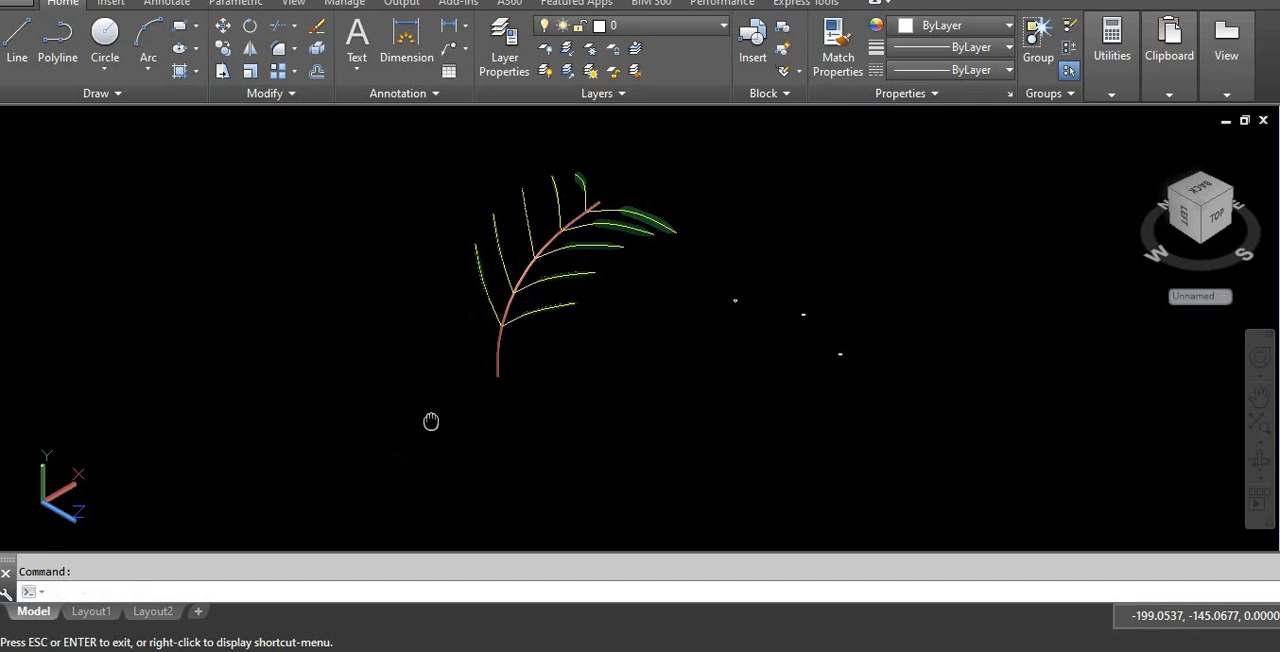 Home Insert Annotate Parametric View Manage Output Add-ins A360 Featured Apps BIM 360 Performance Express Tools
0 ByLayer
Line Polyline Circle Arc Text Dimension Layer Properties Insert Match Properties ByLayer Group Utilities Clipboard View
ByLayer
Draw Modify Annotation Layers Block Properties Groups
BACK
LEFT TOP
N
W S
Unnamed
Y
X
Z
Command:
Model Layout1 Layout2 +
-199.0537, -145.0677, 0.0000
Press ESC or ENTER to exit, or right-click to display shortcut-menu.